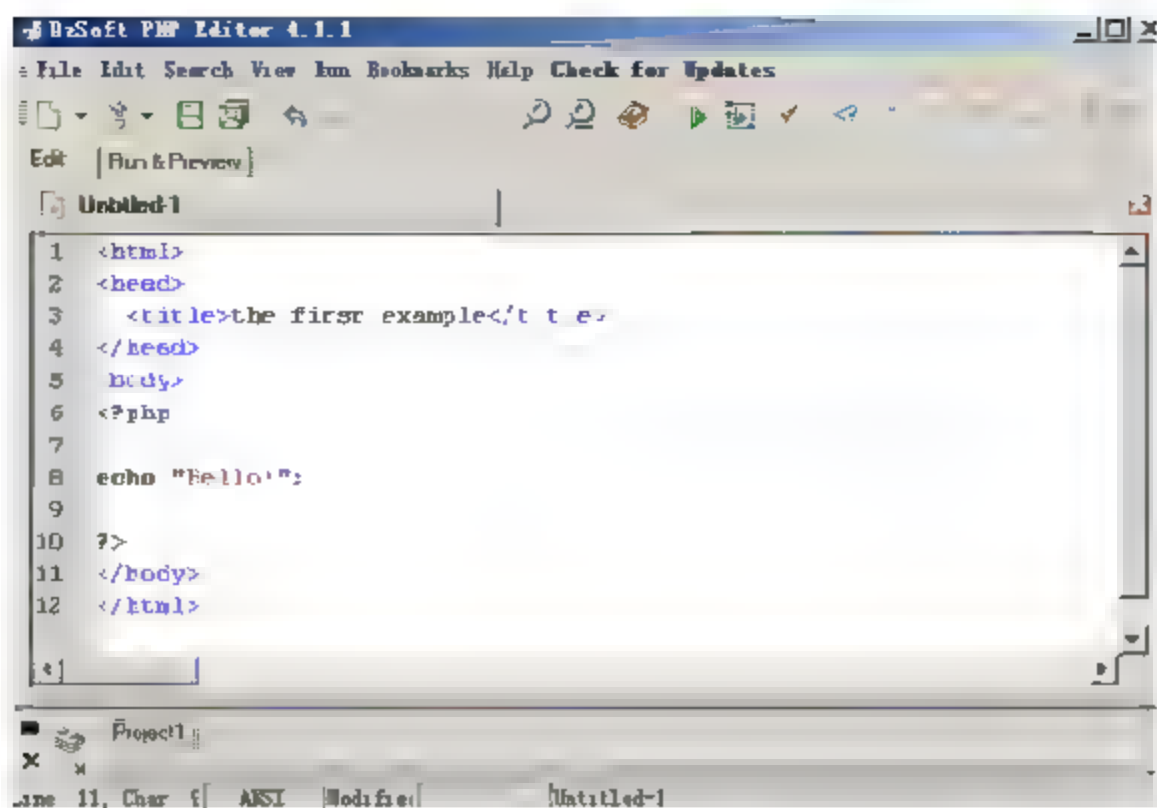 DzSoft PHP Editor 4.1.1
File Edit Search View Run Bookmarks Help Check for Updates
Edit Run & Preview
Untitled-1
1 <html>
2 <head>
3 <title>the first example</t t e>
4 </head>
5 body>
6 <?php
7
8 echo "Hello!";
9
10 ?>
11 </body>
12 </html>
Project1
Line 11, Char ANSI Modified Untitled-1